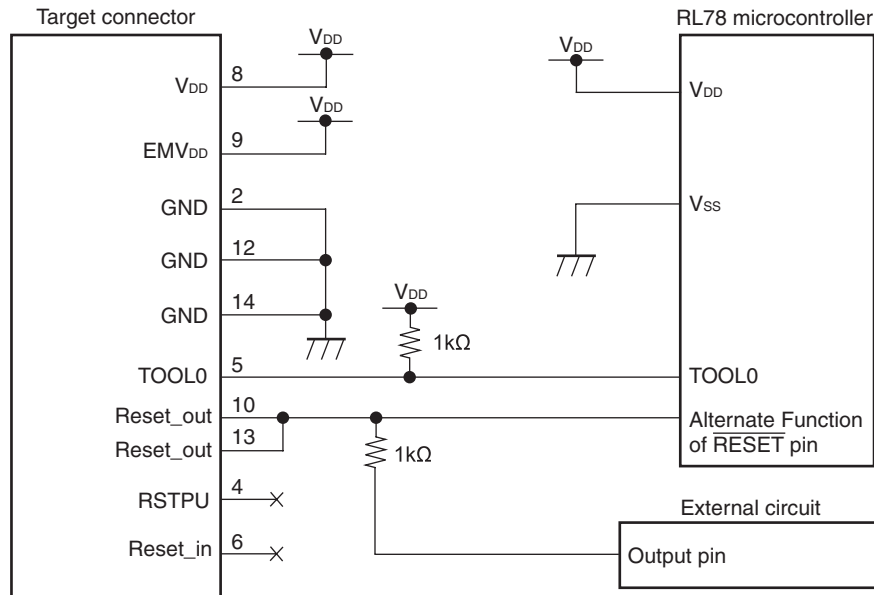 Target connector
RL78 microcontroller
VDD
VDD
8
VDD
VDD
VDD
9
EMVDD
2
GND
VSS
12
GND
14
GND
VDD
1kΩ
5
TOOL0
TOOL0
10
Reset_out
Alternate Function
of RESET pin
13
Reset_out
1kΩ
4
RSTPU
External circuit
6
Reset_in
Output pin